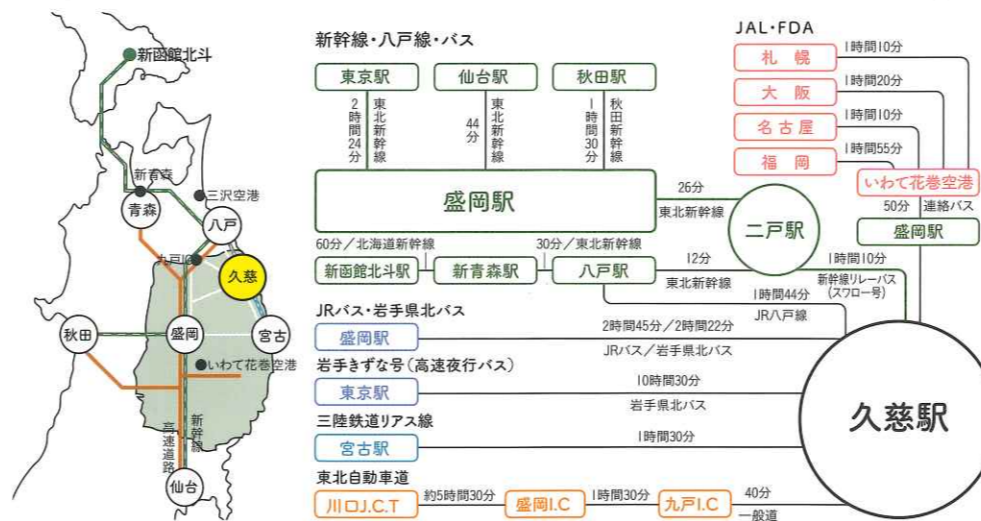 新函館北斗
新青森
三沢空港
青森
八戸
九戸IC
久慈
秋田
盛岡
宮古
いわて花巻空港
新幹線
高速道路
仙台
新幹線・八戸線・バス
東京駅
仙台駅
秋田駅
2時間24分
東北新幹線
44分
東北新幹線
1時間30分
秋田新幹線
盛岡駅
26分
東北新幹線
二戸駅
60分／北海道新幹線
30分／東北新幹線
新函館北斗駅
新青森駅
八戸駅
12分
東北新幹線
1時間10分
新幹線リレーバス
(スワロー号)
1時間44分
JR八戸線
JAL・FDA
札幌
1時間10分
大阪
1時間20分
名古屋
1時間10分
福岡
1時間55分
いわて花巻空港
50分 連絡バス
盛岡駅
JRバス・岩手県北バス
盛岡駅
2時間45分／2時間22分
JRバス／岩手県北バス
岩手きずな号(高速夜行バス)
東京駅
10時間30分
岩手県北バス
三陸鉄道リアス線
宮古駅
1時間30分
東北自動車道
川口J.C.T
約5時間30分
盛岡I.C
1時間30分
九戸I.C
40分
一般道
久慈駅